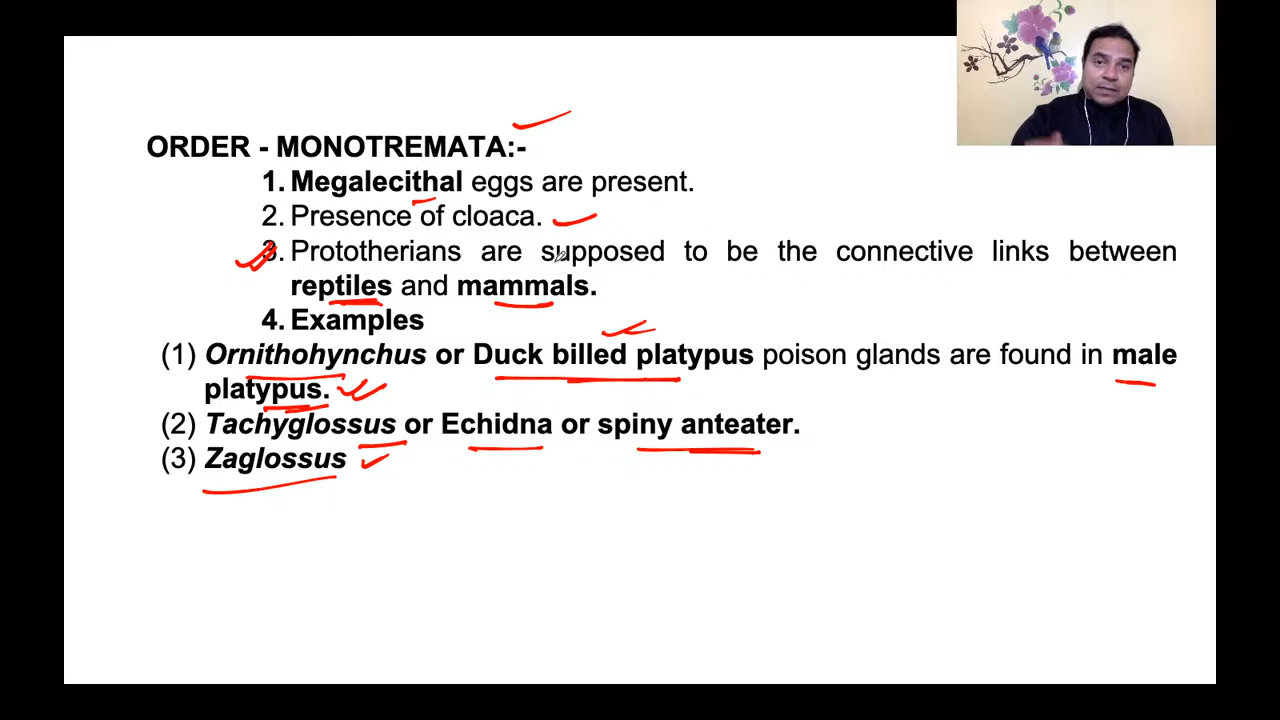 ORDER - MONOTREMATA:-
1. Megalecithal eggs are present.
2. Presence of cloaca.
3. Prototherians are supposed to be the connective links between
reptiles and mammals.
4. Examples
(1) Ornithohynchus or Duck billed platypus poison glands are found in male
platypus.
(2) Tachyglossus or Echidna or spiny anteater.
(3) Zaglossus